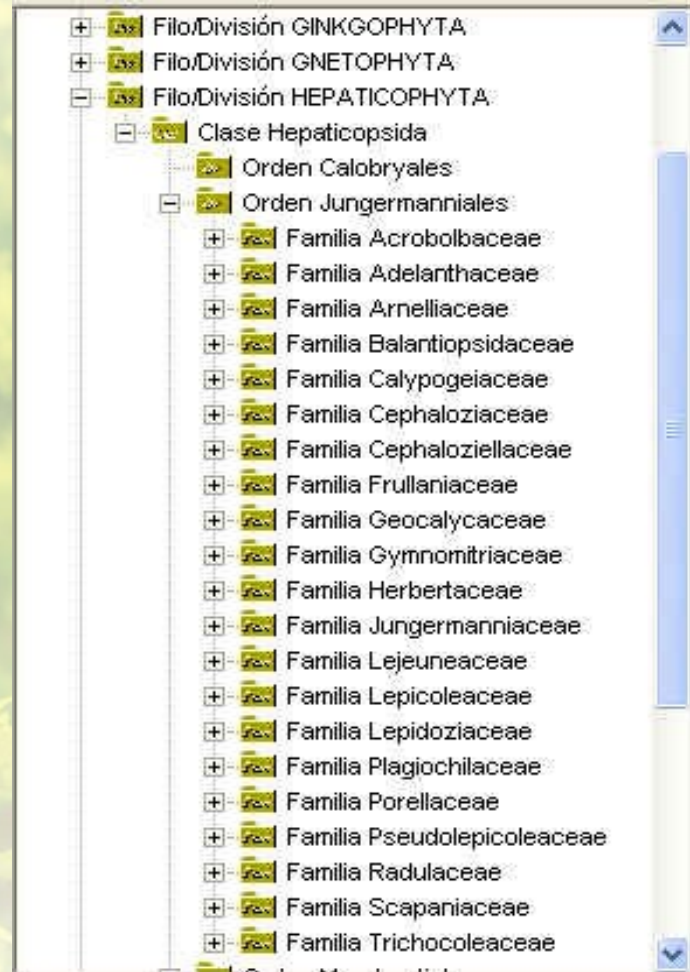 Filo/División GINKGOPHYTA
Filo/División GNETOPHYTA
Filo/División HEPATICOPHYTA
Clase Hepaticopsida
Orden Calobryales
Orden Jungermanniales
Familia Acrobolbaceae
Familia Adelanthaceae
Familia Arnelliaceae
Familia Balantiopsidaceae
Familia Calypogeiaceae
Familia Cephaloziaceae
Familia Cephaloziellaceae
Familia Frullaniaceae
Familia Geocalycaceae
Familia Gymnomitriaceae
Familia Herbertaceae
Familia Jungermanniaceae
Familia Lejeuneaceae
Familia Lepicoleaceae
Familia Lepidoziaceae
Familia Plagiochilaceae
Familia Porellaceae
Familia Pseudolepicoleaceae
Familia Radulaceae
Familia Scapaniaceae
Familia Trichocoleaceae